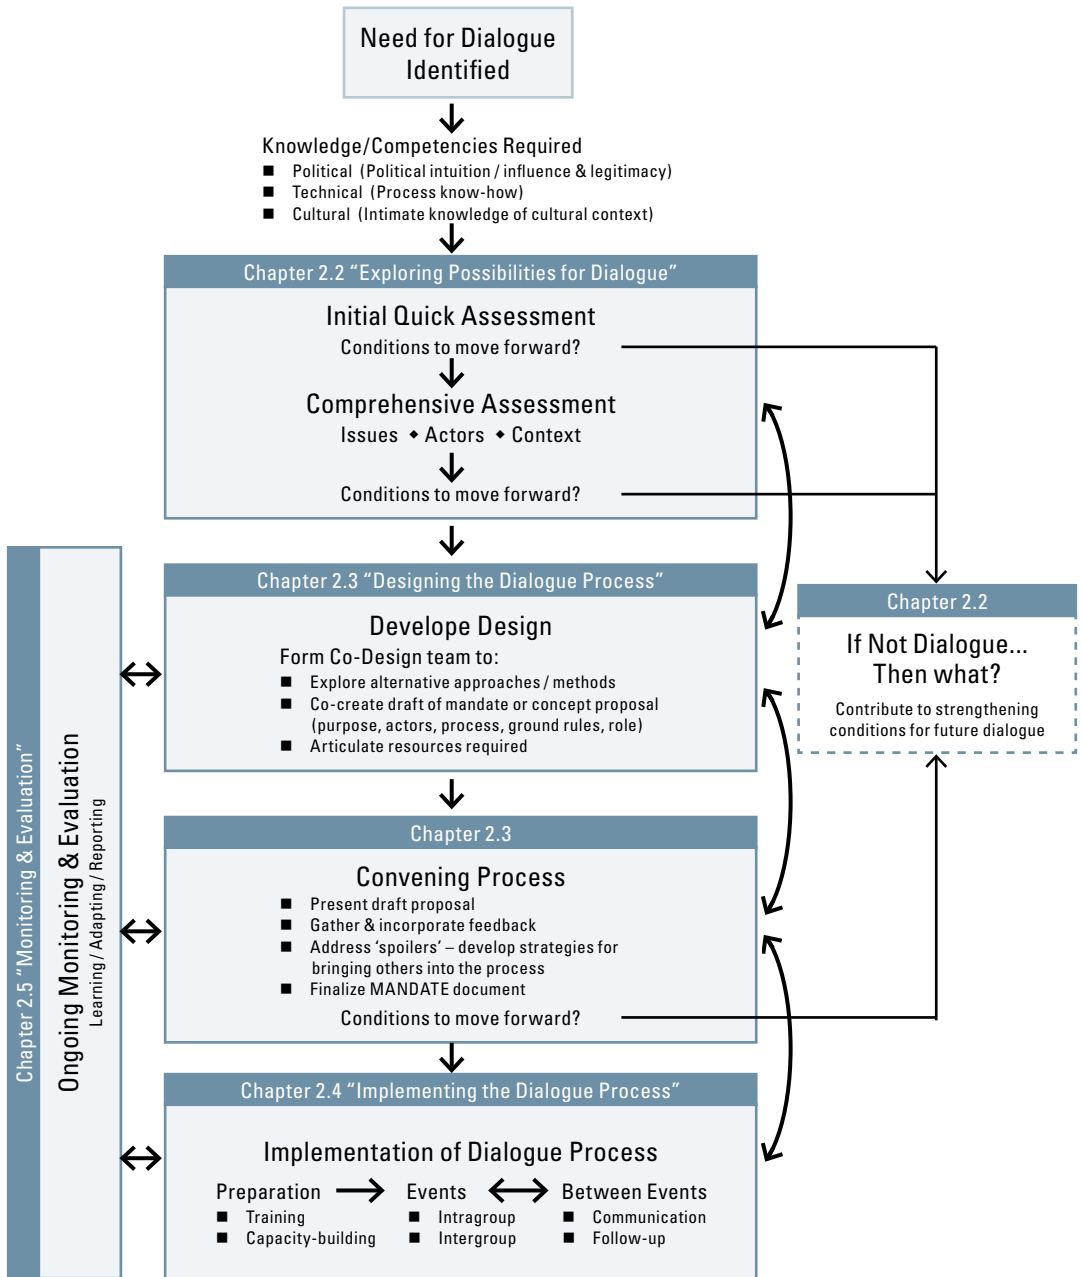 Need for Dialogue
Identified
Knowledge/Competencies Required
■ Political (Political intuition / influence & legitimacy)
■ Technical (Process know-how)
■ Cultural (Intimate knowledge of cultural context)
Chapter 2.2 “Exploring Possibilities for Dialogue”
Initial Quick Assessment
Conditions to move forward?
Comprehensive Assessment
Issues ◆ Actors ◆ Context
Conditions to move forward?
Chapter 2.3 “Designing the Dialogue Process”
Develope Design
Form Co-Design team to:
■ Explore alternative approaches / methods
■ Co-create draft of mandate or concept proposal
(purpose, actors, process, ground rules, role)
■ Articulate resources required
Chapter 2.2
If Not Dialogue...
Then what?
Contribute to strengthening
conditions for future dialogue
Chapter 2.3
Convening Process
■ Present draft proposal
■ Gather & incorporate feedback
■ Address ‘spoilers’ – develop strategies for
bringing others into the process
■ Finalize MANDATE document
Conditions to move forward?
Chapter 2.4 “Implementing the Dialogue Process”
Implementation of Dialogue Process
Preparation Events Between Events
■ Training ■ Intragroup ■ Communication
■ Capacity-building ■ Intergroup ■ Follow-up
Chapter 2.5 “Monitoring & Evaluation”
Ongoing Monitoring & Evaluation
Learning / Adapting / Reporting